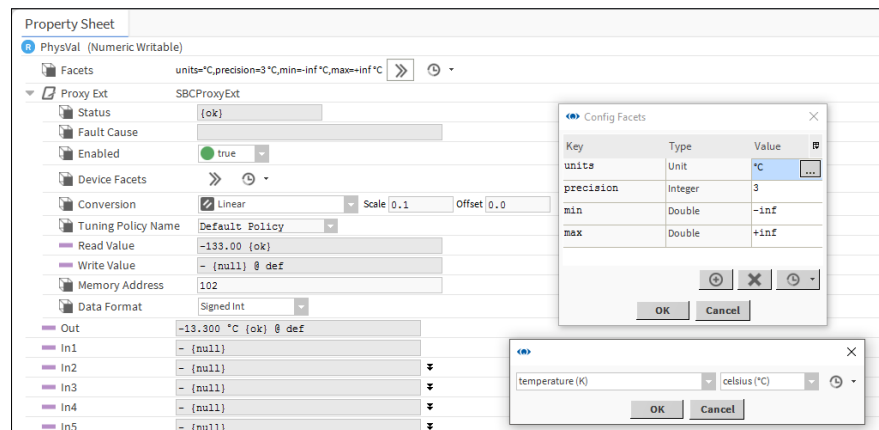 Property Sheet
R PhysVal (Numeric Writable)
Facets units=°C,precision=3 °C,min=-inf °C,max=+inf °C
Proxy Ext SBCProxyExt
Status {ok}
Fault Cause
Enabled true
Device Facets
Conversion Linear Scale 0.1 Offset 0.0
Tuning Policy Name Default Policy
Read Value -133.00 {ok}
Write Value - {null} @ def
Memory Address 102
Data Format Signed Int
Out -13.300 °C {ok} @ def
In1 - {null}
In2 - {null}
In3 - {null}
In4 - {null}
In5 - {null}
Config Facets
Key Type Value
units Unit °C ...
precision Integer 3
min Double -inf
max Double +inf
OK Cancel
temperature (K) celsius (°C)
OK Cancel